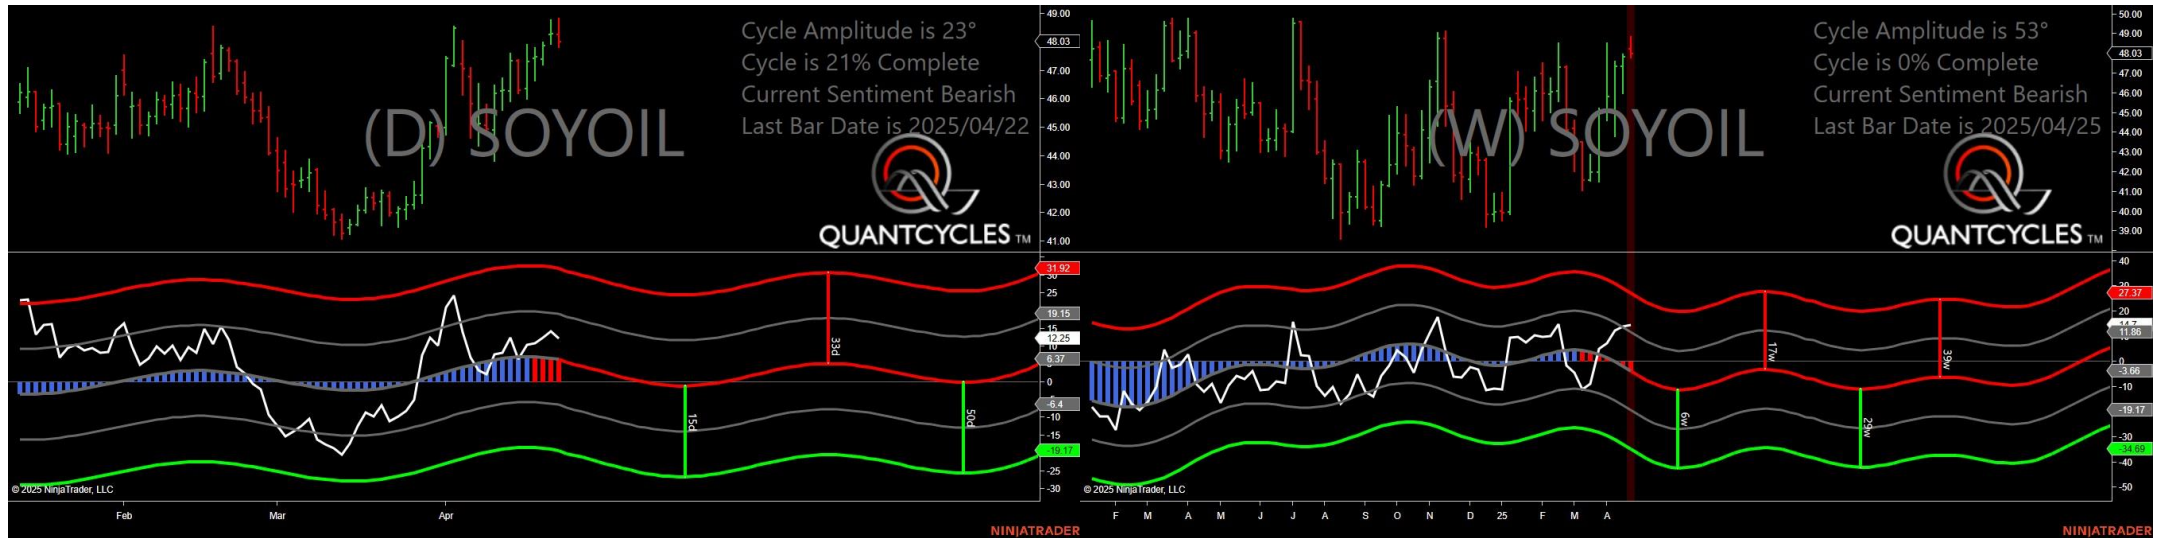 Cycle Amplitude is 23°
Cycle is 21% Complete
Current Sentiment Bearish
Last Bar Date is 2025/04/22
(D) SOYOIL
QUANTCYCLES TM
49.00
48.03
47.00
46.00
45.00
44.00
43.00
42.00
41.00
31.92
30
25
19.15
15
12.25
10
6.37
0
-6.4
-10
-15
-19.17
-25
-30
33d
15d
50d
© 2025 NinjaTrader, LLC
Feb Mar Apr
NINJATRADER
Cycle Amplitude is 53°
Cycle is 0% Complete
Current Sentiment Bearish
Last Bar Date is 2025/04/25
(W) SOYOIL
QUANTCYCLES TM
50.00
49.00
48.03
47.00
46.00
45.00
44.00
43.00
42.00
41.00
40.00
39.00
40
30
27.37
20
14.7
11.86
0
-3.66
-10
-19.17
-30
-34.69
-40
-50
17w
39w
6w
29w
© 2025 NinjaTrader, LLC
F M A M J J A S O N D 25 F M A
NINJATRADER